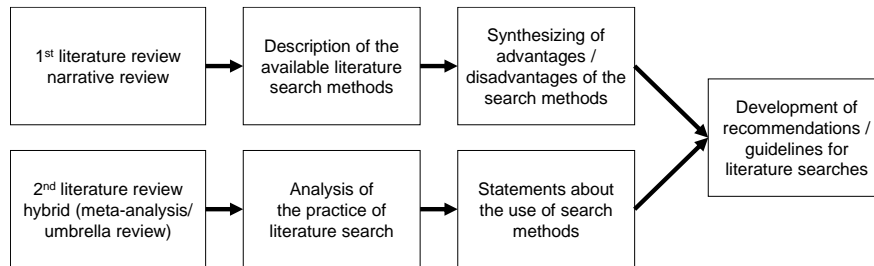 1st literature review
narrative review
Description of the
available literature
search methods
Synthesizing of
advantages /
disadvantages of the
search methods
Development of
recommendations /
guidelines for
literature searches
2nd literature review
hybrid (meta-analysis/
umbrella review)
Analysis of
the practice of
literature search
Statements about
the use of search
methods